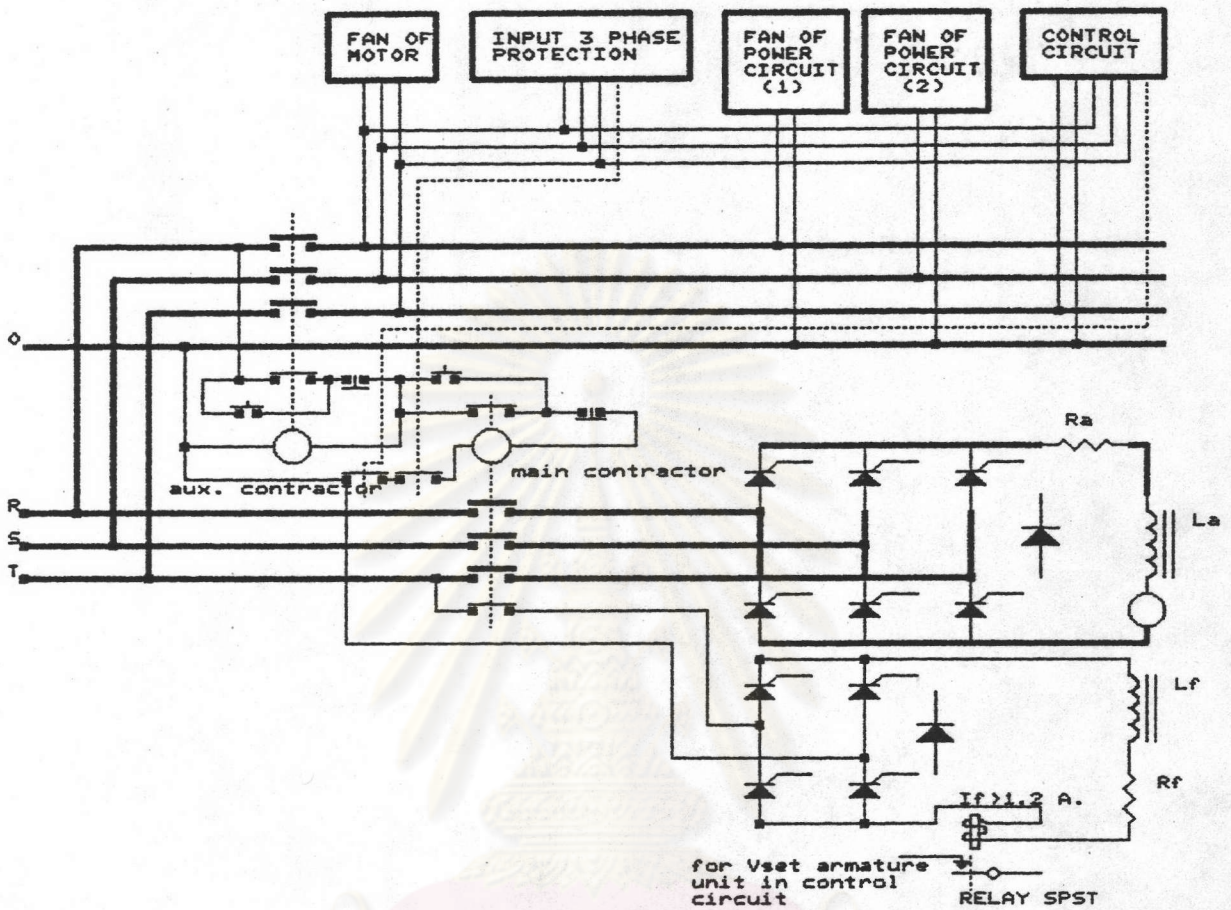 FAN OF
MOTOR
INPUT 3 PHASE
PROTECTION
FAN OF
POWER
CIRCUIT
(1)
FAN OF
POWER
CIRCUIT
(2)
CONTROL
CIRCUIT
0
aux. contractor
main contractor
R
S
T
Ra
La
Lf
Rf
If>1.2 A.
for Vset armature
unit in control
circuit
RELAY SPST